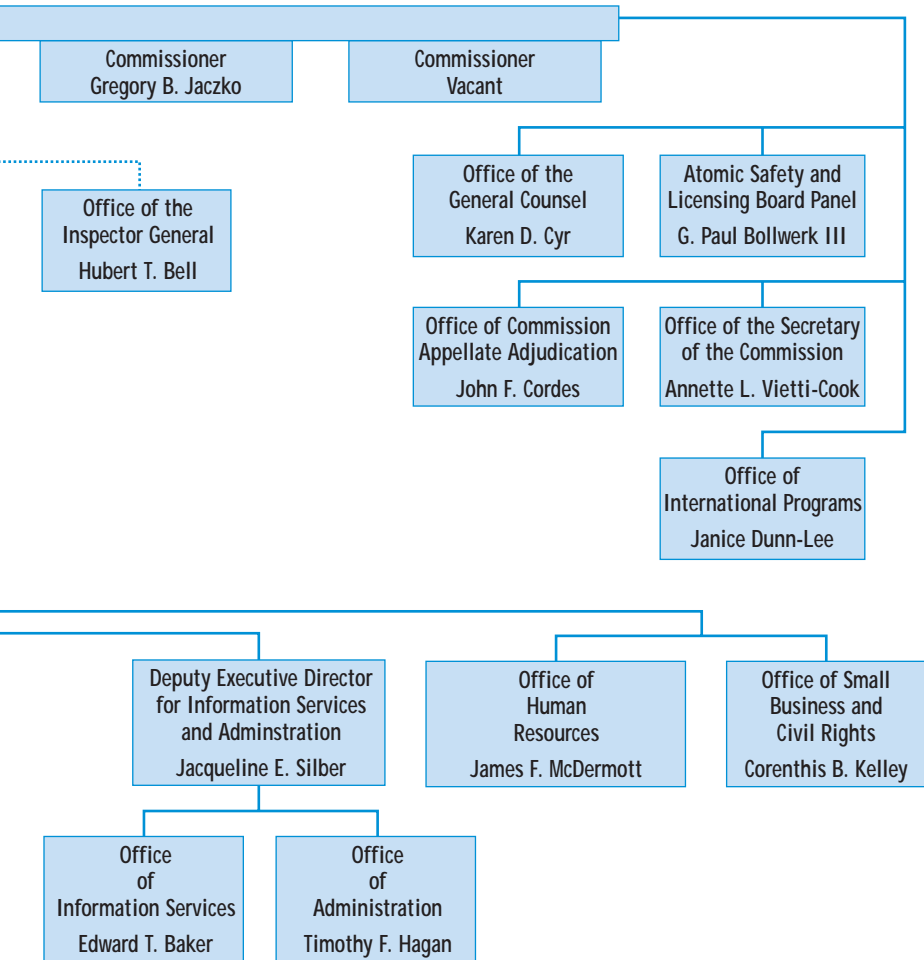 Commissioner
Gregory B. Jaczko
Commissioner
Vacant
Office of the
General Counsel
Karen D. Cyr
Atomic Safety and
Licensing Board Panel
G. Paul Bollwerk III
Office of the
Inspector General
Hubert T. Bell
Office of Commission
Appellate Adjudication
John F. Cordes
Office of the Secretary
of the Commission
Annette L. Vietti-Cook
Office of
International Programs
Janice Dunn-Lee
Deputy Executive Director
for Information Services
and Adminstration
Jacqueline E. Silber
Office of
Human
Resources
James F. McDermott
Office of Small
Business and
Civil Rights
Corenthis B. Kelley
Office
of
Information Services
Edward T. Baker
Office
of
Administration
Timothy F. Hagan